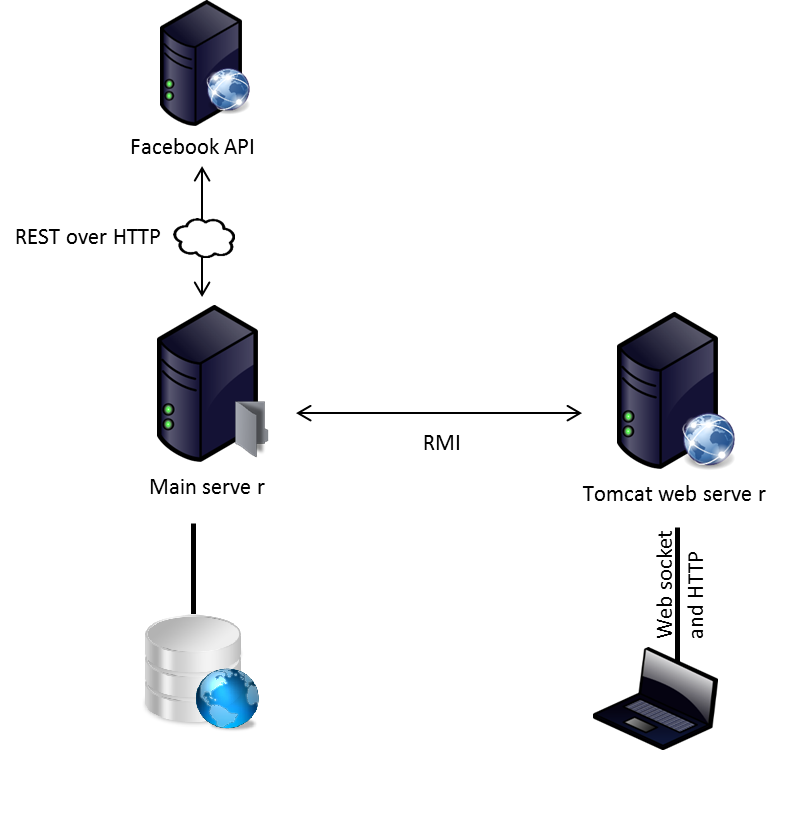 Facebook API
REST over HTTP
RMI
Main serve r
Tomcat web serve r
Web socket
and HTTP